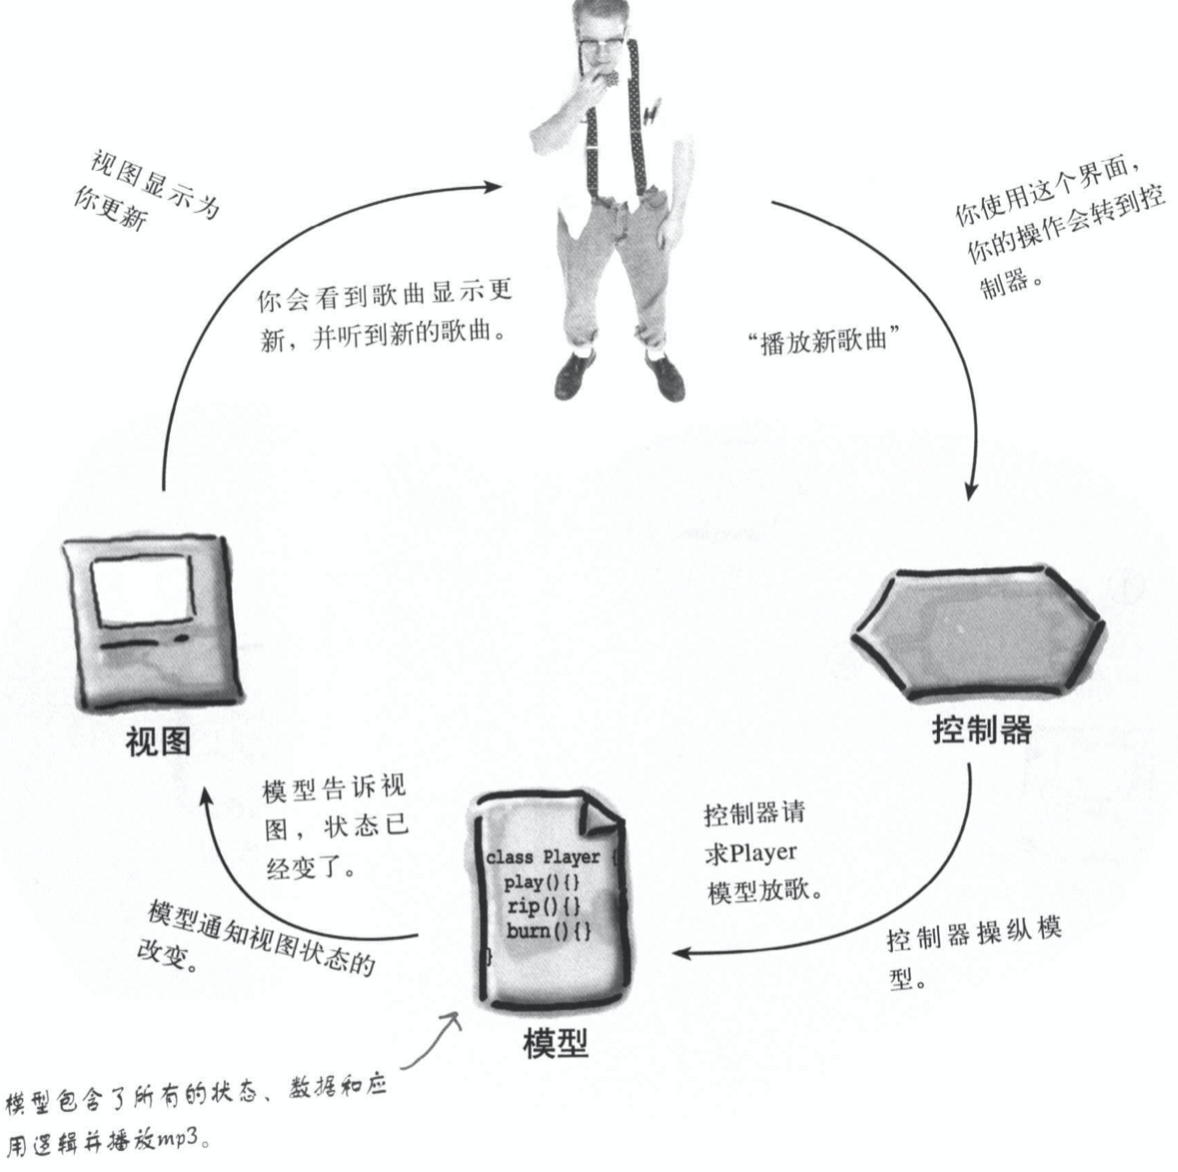 视图显示为
你更新
你使用这个界面，
你的操作会转到控
制器。
你会看到歌曲显示更
新，并听到新的歌曲。
“播放新歌曲”
视图
控制器
模型告诉视
图，状态已
经变了。
模型通知视图状态的
改变。
class Player {
play(){}
rip(){}
burn(){}
}
模型
控制器请
求Player
模型放歌。
控制器操纵模
型。
模型包含了所有的状态、数据和应
用逻辑并播放mp3。